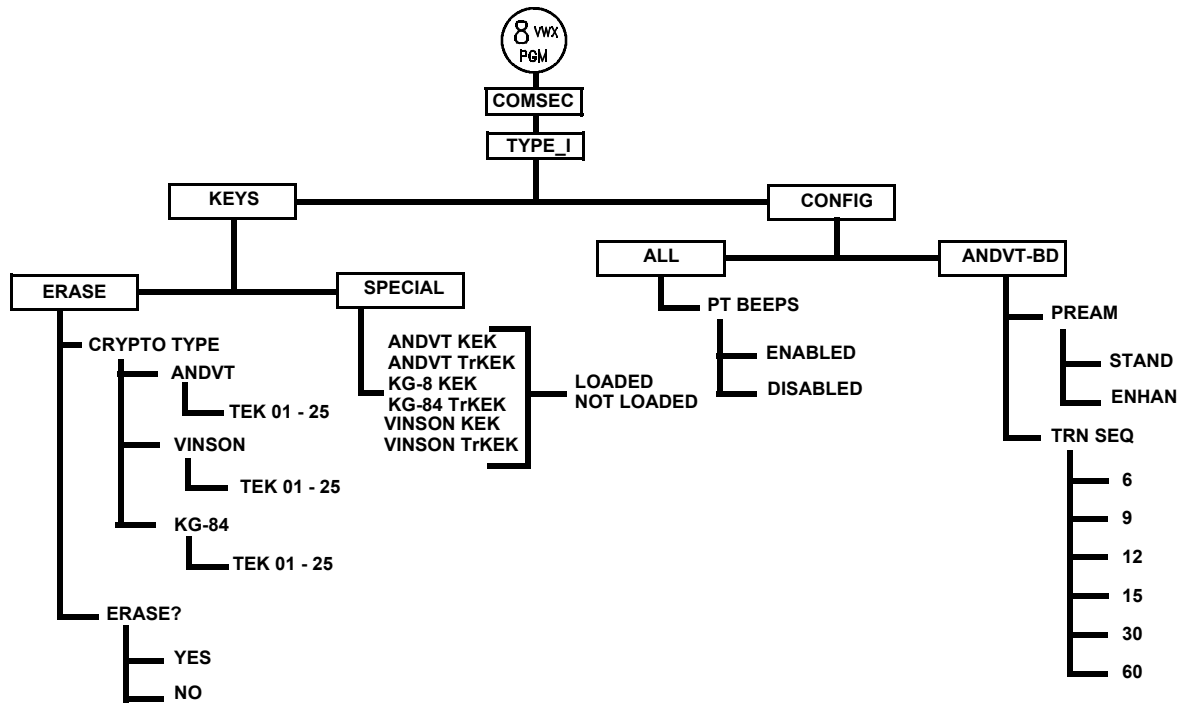 8 VWX
PGM
COMSEC
TYPE_I
KEYS
CONFIG
ERASE
SPECIAL
ALL
ANDVT-BD
CRYPTO TYPE
ANDVT
TEK 01 - 25
VINSON
TEK 01 - 25
KG-84
TEK 01 - 25
ERASE?
YES
NO
ANDVT KEK
ANDVT TrKEK
KG-8 KEK
KG-84 TrKEK
VINSON KEK
VINSON TrKEK
LOADED
NOT LOADED
PT BEEPS
ENABLED
DISABLED
PREAM
STAND
ENHAN
TRN SEQ
6
9
12
15
30
60